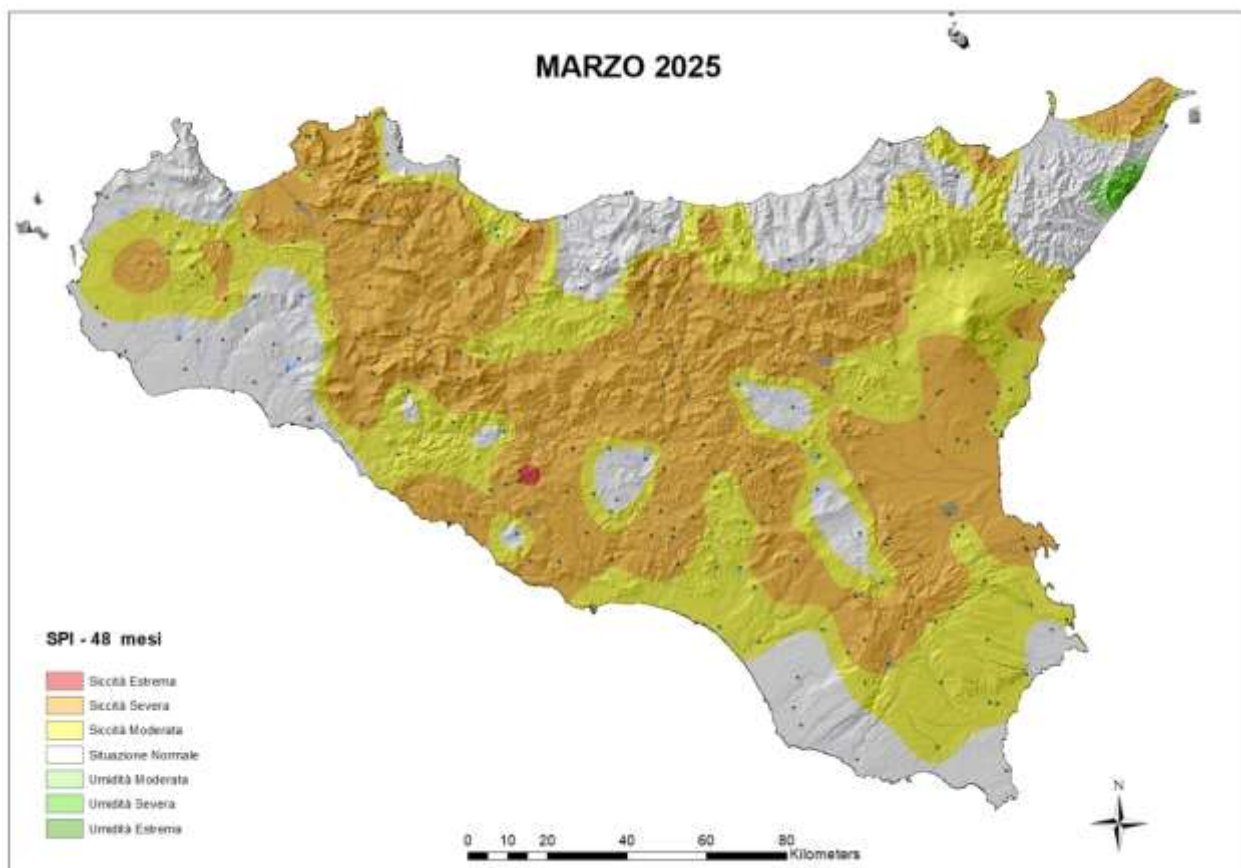 MARZO 2025
SPI - 48 mesi
Siccità Estrema
Siccità Severa
Siccità Moderata
Situazione Normale
Umidità Moderata
Umidità Severa
Umidità Estrema
N
0 10 20 40 60 80
Kilometers